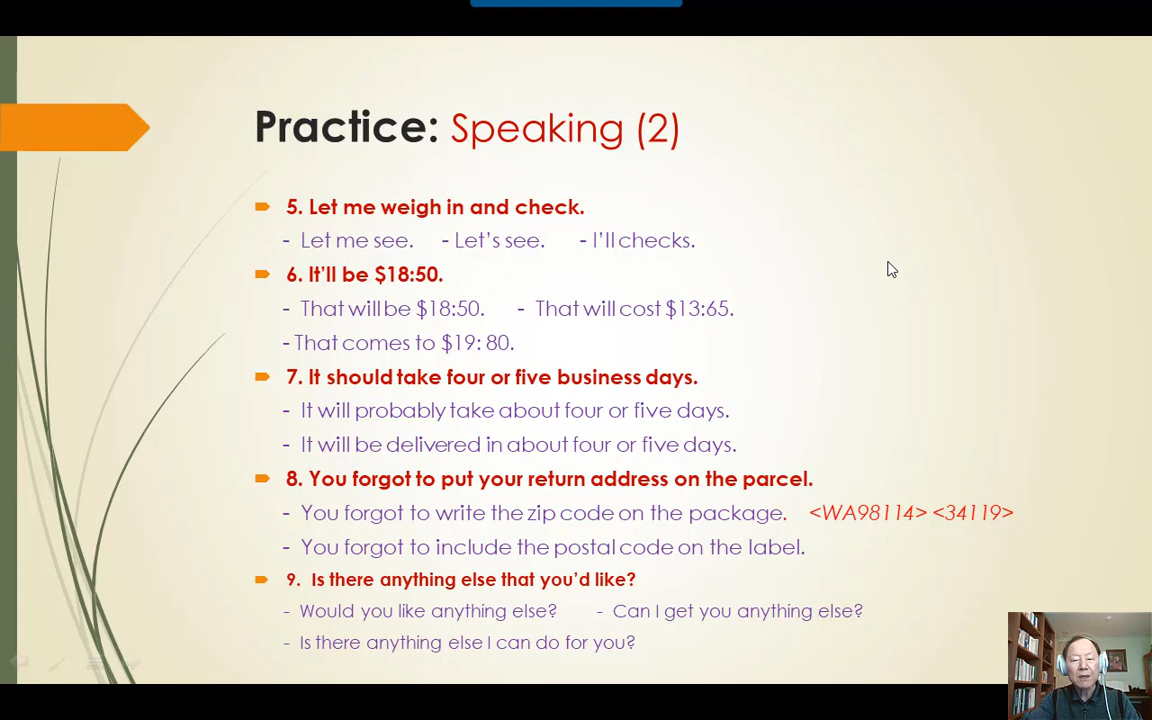 Practice: Speaking (2)
5. Let me weigh in and check.
- Let me see. - Let's see. - I'll checks.
6. It'll be $18:50.
- That will be $18:50. - That will cost $13:65.
-That comes to $19: 80.
7. It should take four or five business days.
- It will probably take about four or five days.
- It will be delivered in about four or five days.
8. You forgot to put your return address on the parcel.
- You forgot to write the zip code on the package. <WA98114> <34119>
- You forgot to include the postal code on the label.
9. Is there anything else that you'd like?
- Would you like anything else? - Can I get you anything else?
- Is there anything else I can do for you?